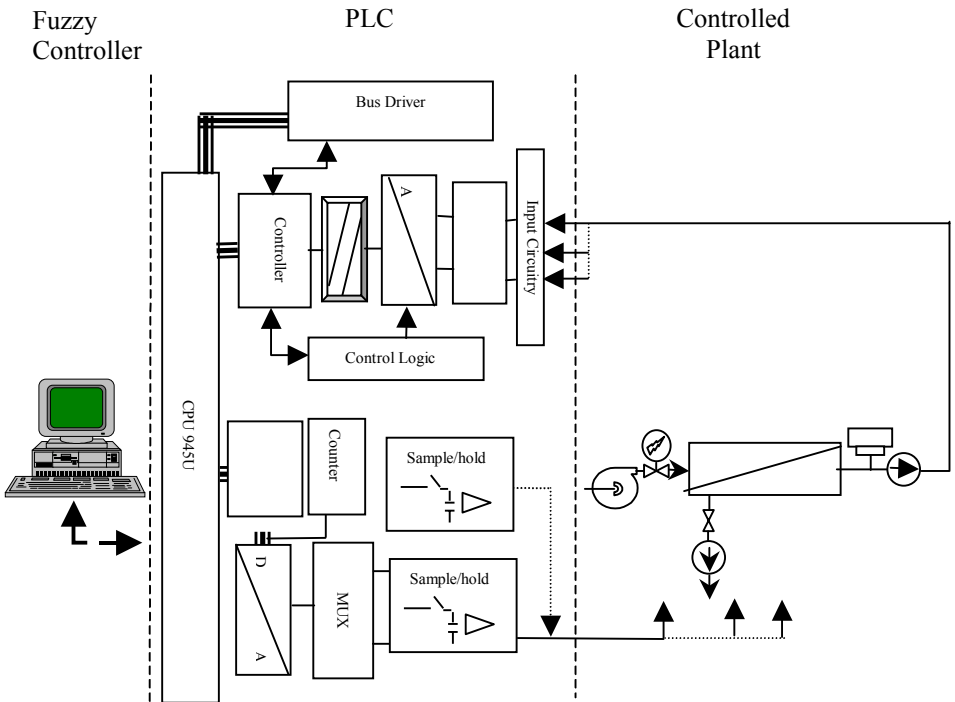 Fuzzy
Controller
PLC
Controlled
Plant
Bus Driver
Controller
A
Input Circuitry
Control Logic
CPU 945U
Counter
Sample/hold
D
A
MUX
Sample/hold